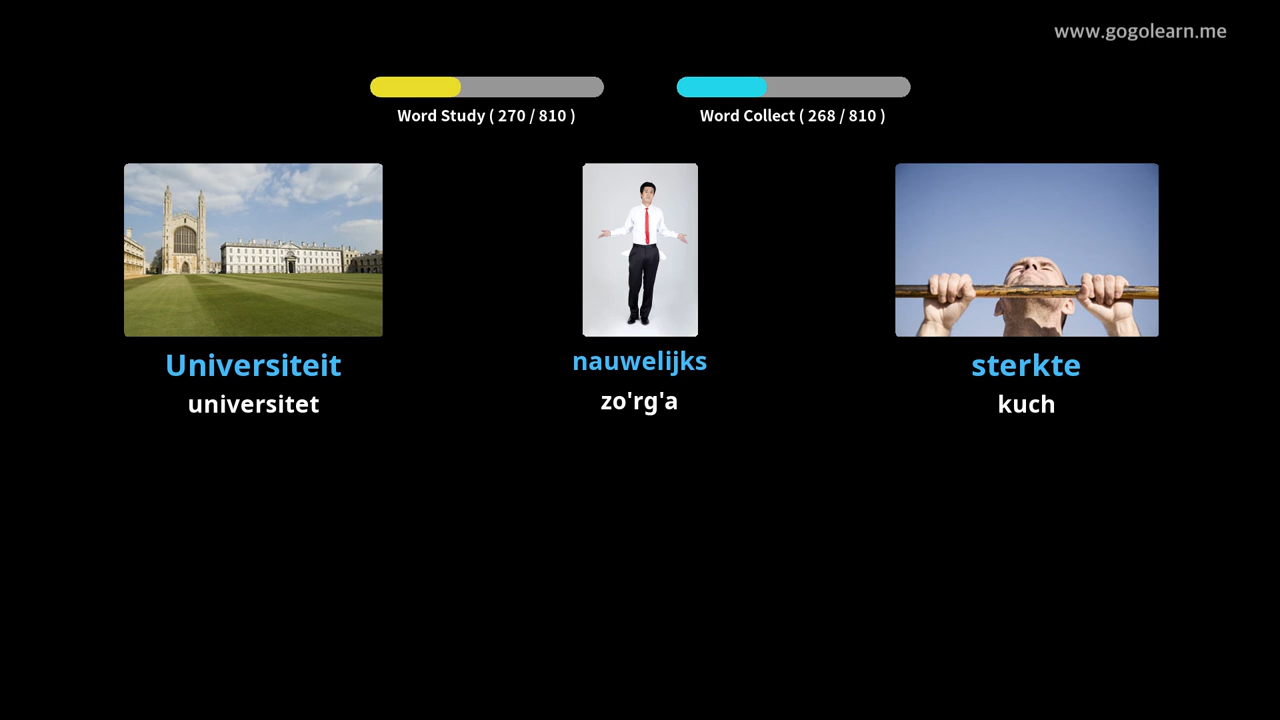 www.gogolearn.me
Word Study ( 270 / 810 )
Word Collect ( 268 / 810 )
Universiteit
universitet
nauwelijks
zo'rg'a
sterkte
kuch